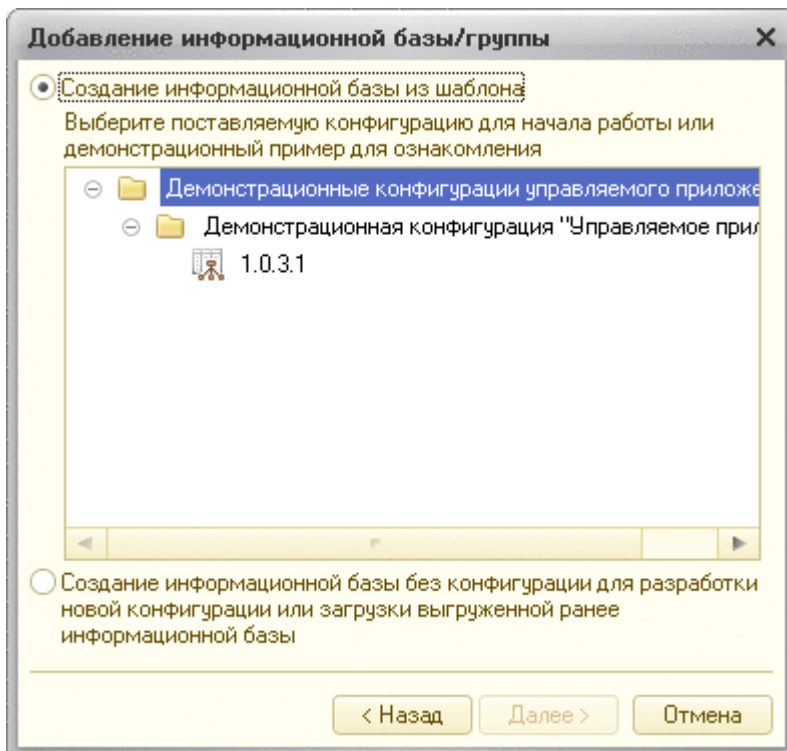 Добавление информационной базы/группы
Создание информационной базы из шаблона
Выберите поставляемую конфигурацию для начала работы или
демонстрационный пример для ознакомления
Демонстрационные конфигурации управляемого приложе
Демонстрационная конфигурация "Управляемое прил
1.0.3.1
Создание информационной базы без конфигурации для разработки
новой конфигурации или загрузки выгруженной ранее
информационной базы
< Назад Далее > Отмена